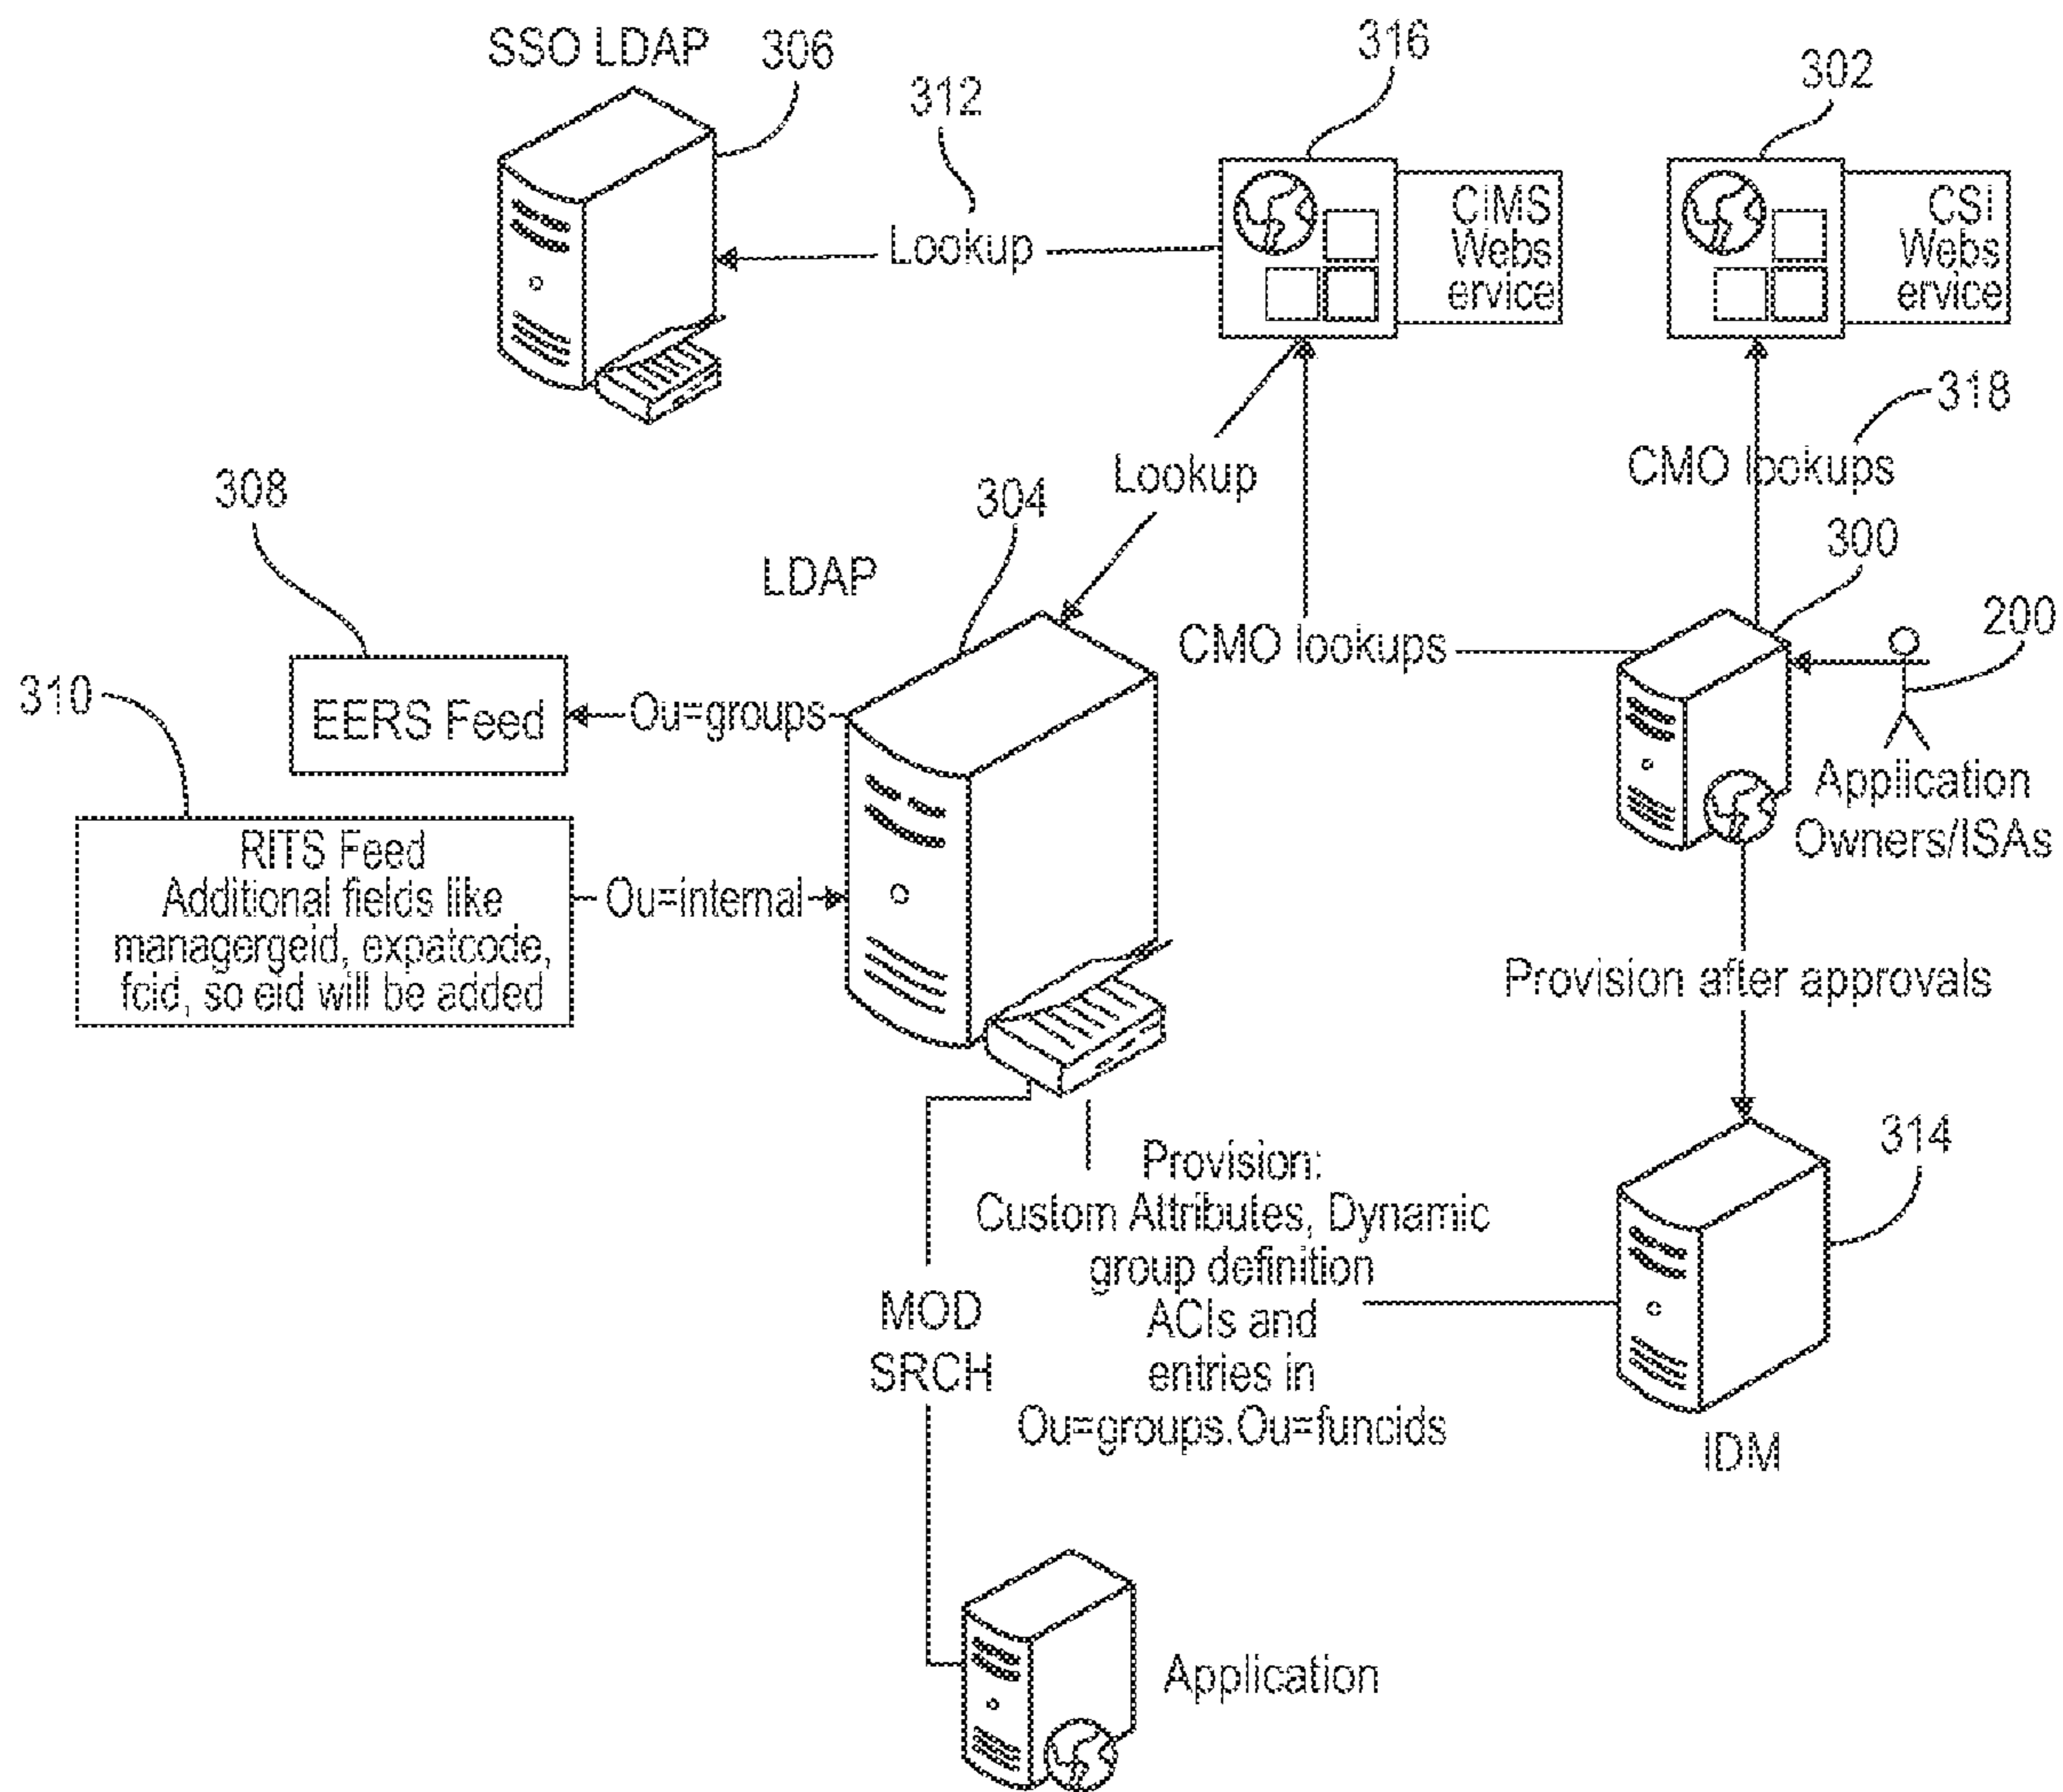 316
SSO LDAP
306
302
312
CIMS
Webs
ervice
CSI
Webs
ervice
Lookup
318
CMO lookups
Lookup
308
304
300
LDAP
200
CMO lookups
310
EERS Feed
Ou=groups
Application
Owners/ISAs
RITS Feed
Additional fields like
managergeid, expatcode,
fcid, so eid will be added
Ou=internal
Provision after approvals
314
Provision:
Custom Attributes, Dynamic
group definition
ACIs and
entries in
Ou=groups.Ou=funcids
MOD
SRCH
IDM
Application